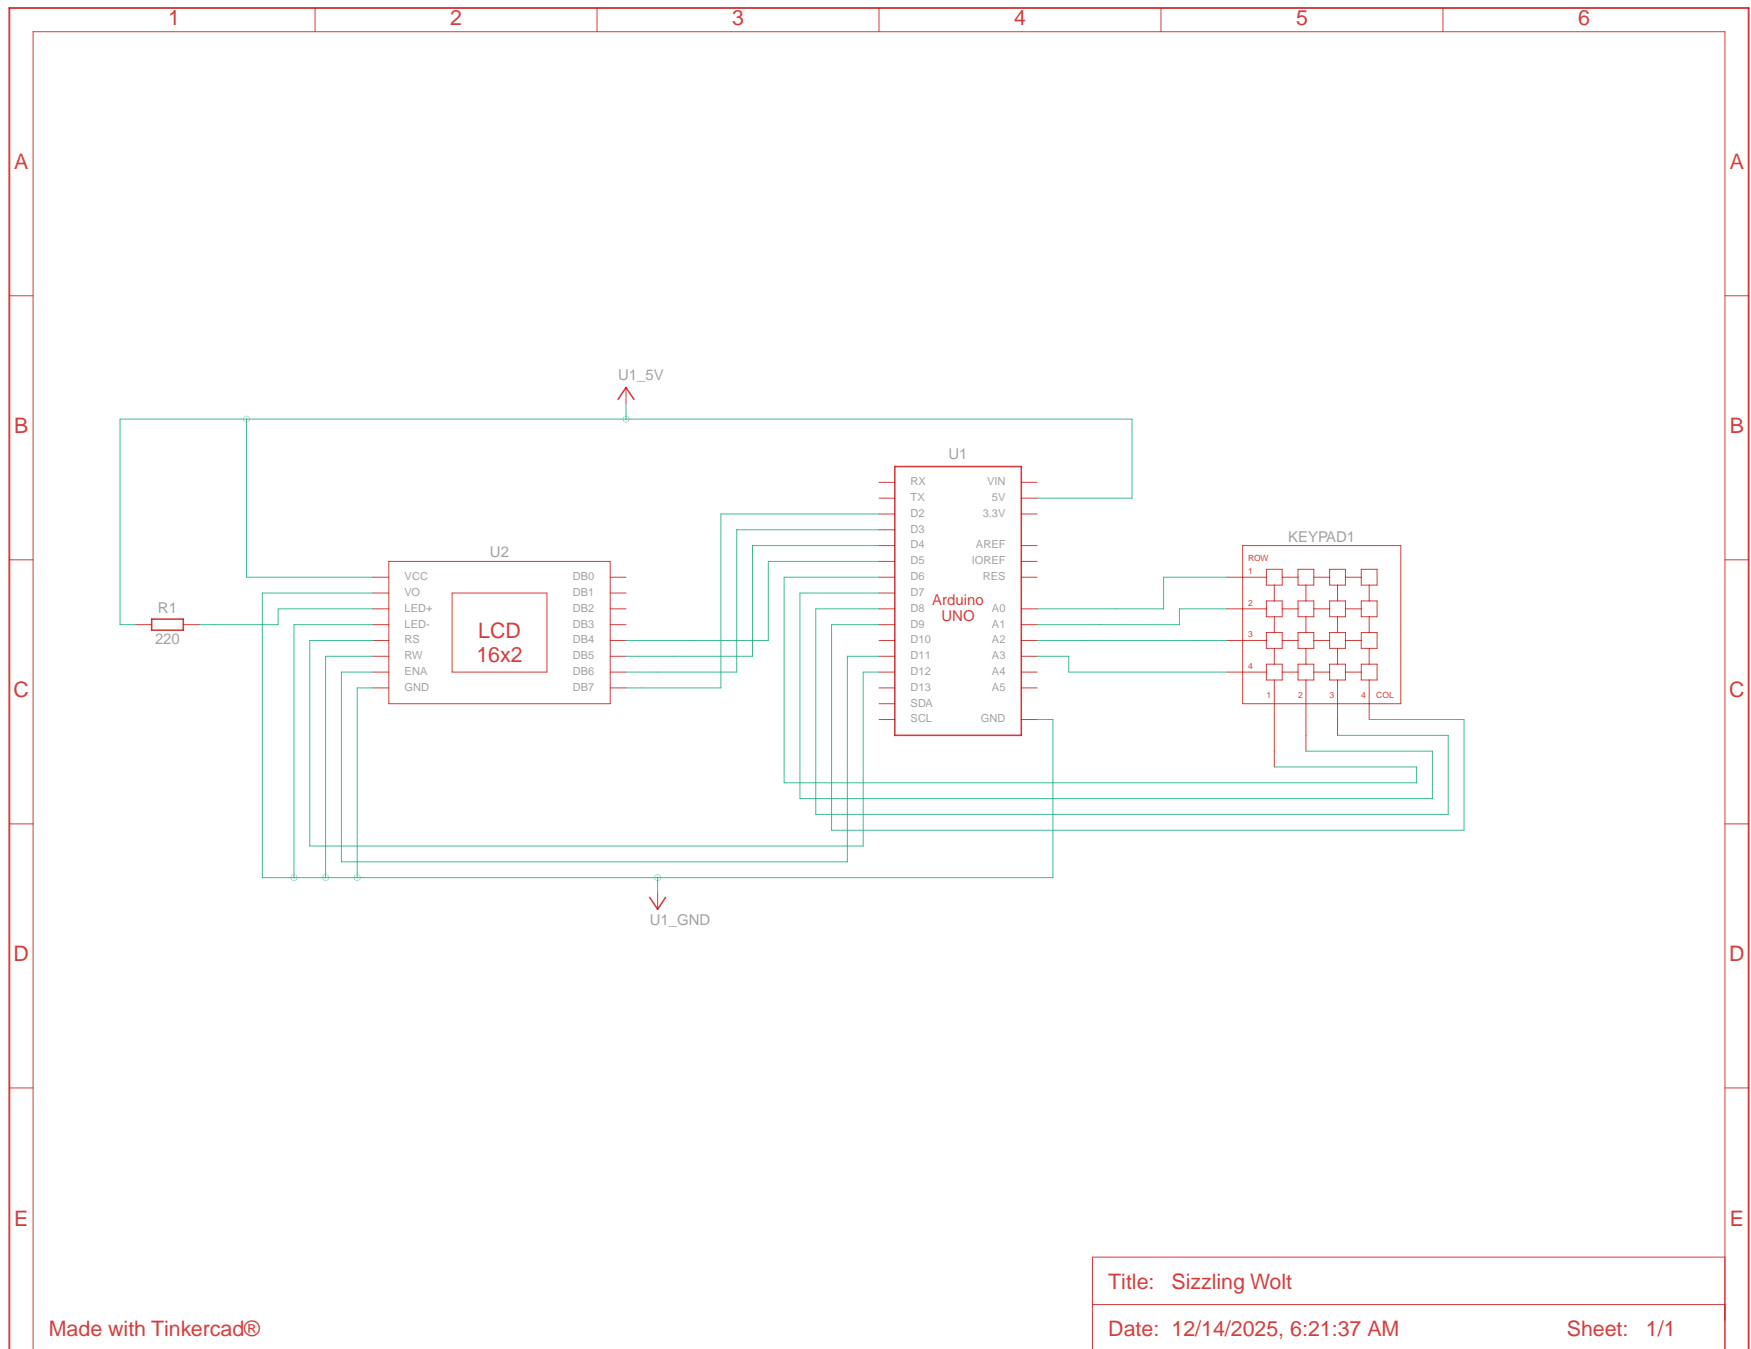 1 2 3 4 5 6
A A
B B
C C
D D
E E
U1_5V
U1
RX VIN
TX 5V
D2 3.3V
D3
D4 AREF
D5 IOREF
D6 RES
D7
D8 A0
D9 A1
D10 A2
D11 A3
D12 A4
D13 A5
SDA
SCL GND
Arduino
UNO
U2
VCC DB0
VO DB1
LED+ DB2
LED- DB3
RS DB4
RW DB5
ENA DB6
GND DB7
LCD
16x2
R1
220
KEYPAD1
ROW
1
2
3
4
1 2 3 4 COL
U1_GND
Title: Sizzling Wolt
Made with Tinkercad®
Date: 12/14/2025, 6:21:37 AM Sheet: 1/1